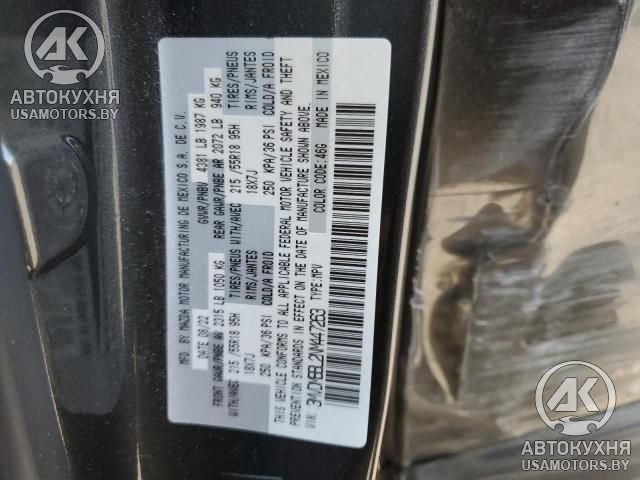 MFD. BY MAZDA MOTOR MANUFACTURING DE MEXICO S.A. DE C.V.
DATE: 08/22 GVWR/PNBV 4381 LB 1987 KG
FRONT GAWR/PNBE AV 2315 LB 1050 KG REAR GAWR/PNBE AR 2072 LB 940 KG
WITH/AVEC 215 /55R18 95H TIRES/PNEUS WITH/AVEC 215 /55R18 95H TIRES/PNEUS
18X7J RIMS/JANTES 18X7J RIMS/JANTES
250 KPA/36 PSI COLD/A FROID 250 KPA/36 PSI COLD/A FROID
THIS VEHICLE CONFORMS TO ALL APPLICABLE FEDERAL MOTOR VEHICLE SAFETY AND THEFT
PREVENTION STANDARDS IN EFFECT ON THE DATE OF MANUFACTURE SHOWN ABOVE.
VIN: TYPE: MPV COLOR: 46G MADE IN MEXICO
AK
АВТОКУХНЯ
USAMOTORS.BY
AK
АВТОКУХНЯ
USAMOTORS.BY